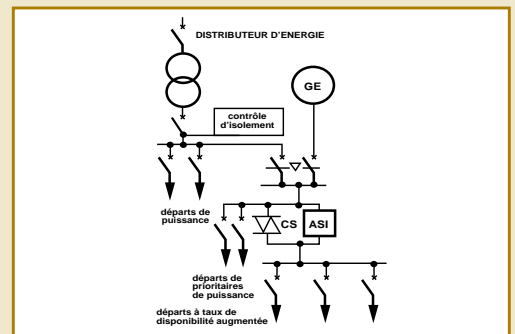 DISTRIBUTEUR D'ENERGIE
GE
contrôle
d'isolement
départs de
puissance
CS
ASI
départs de
prioritaires
de puissance
départs à taux de
disponibilité augmentée